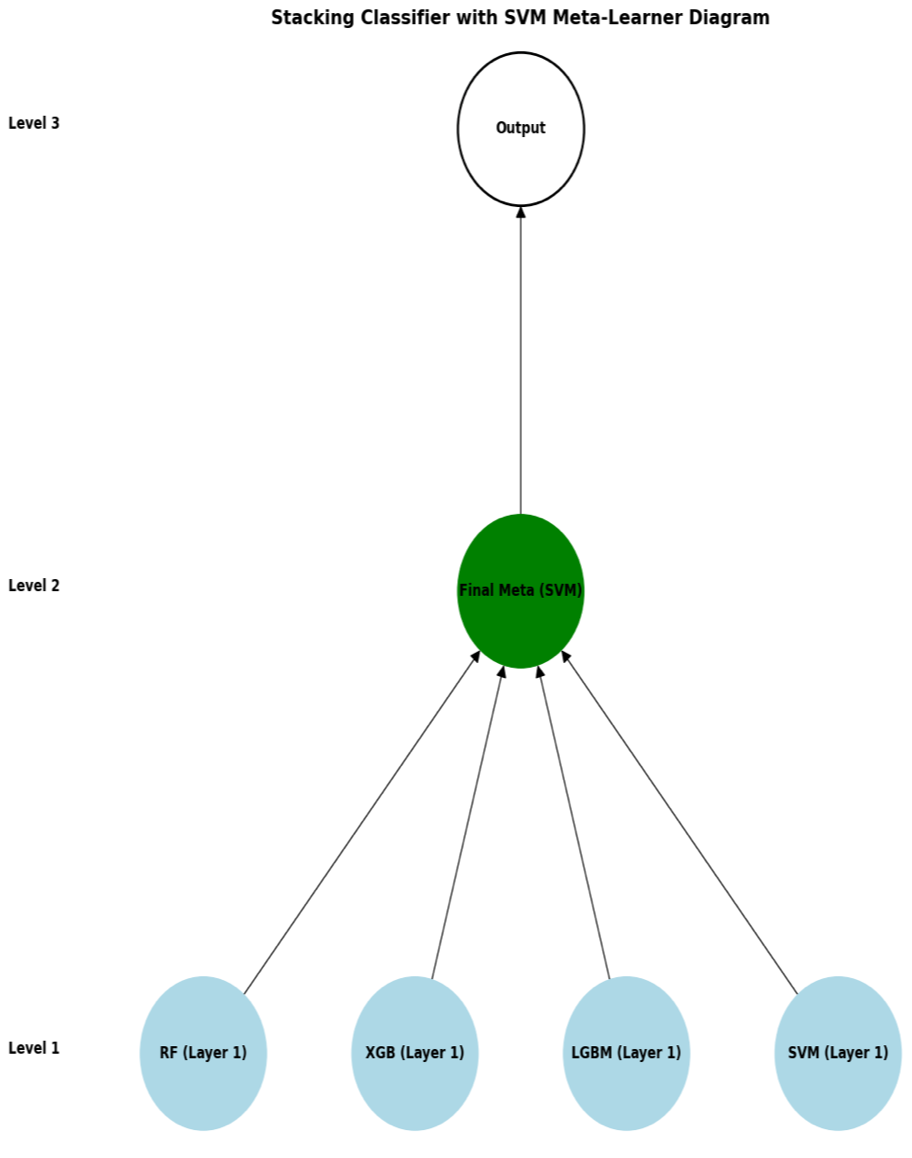 Stacking Classifier with SVM Meta-Learner Diagram
Level 3
Output
Level 2
Final Meta (SVM)
Level 1
RF (Layer 1)
XGB (Layer 1)
LGBM (Layer 1)
SVM (Layer 1)